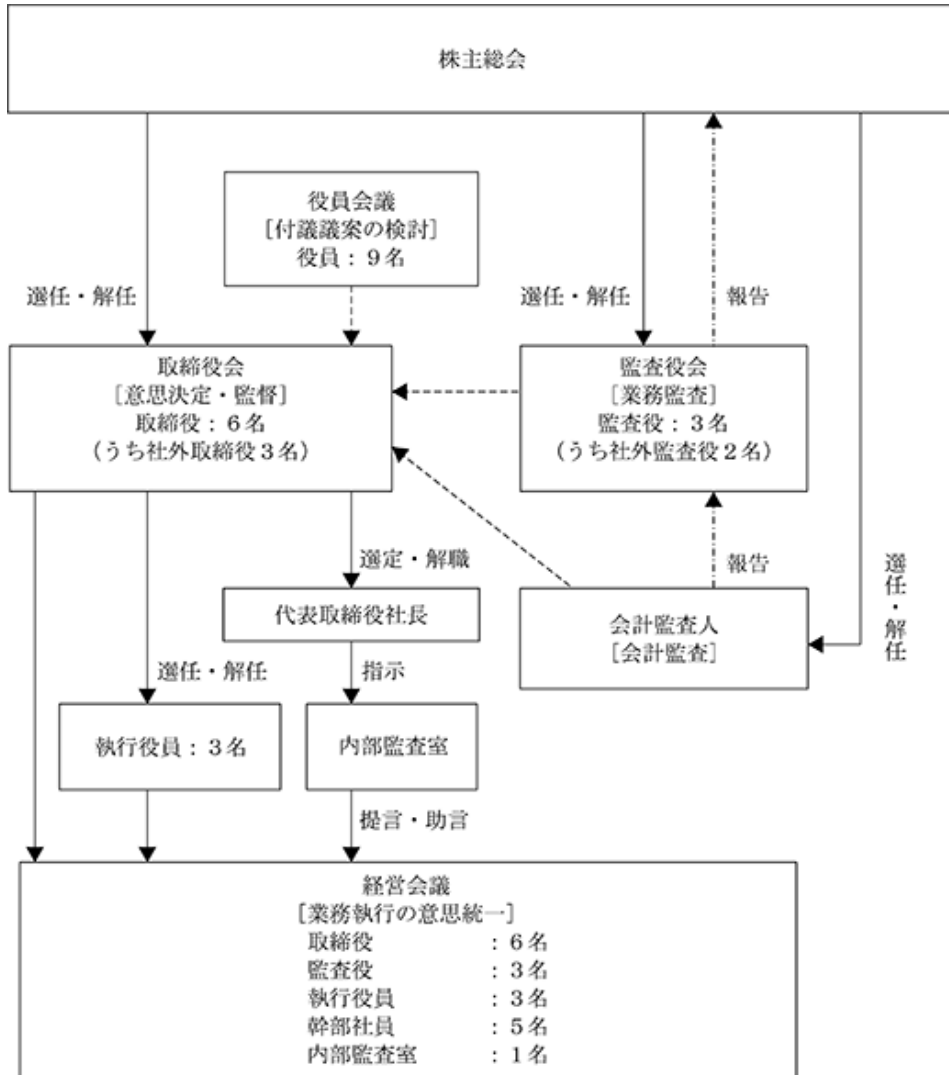 株主総会
役員会議
[付議議案の検討]
役員：9名
選任・解任
選任・解任
報告
取締役会
[意思決定・監督]
取締役：6名
(うち社外取締役3名)
監査役会
[業務監査]
監査役：3名
(うち社外監査役2名)
選定・解職
報告
選任・解任
代表取締役社長
会計監査人
[会計監査]
選任・解任
指示
執行役員：3名
内部監査室
提言・助言
経営会議
[業務執行の意思統一]
取締役 ：6名
監査役 ：3名
執行役員 ：3名
幹部社員 ：5名
内部監査室 ：1名